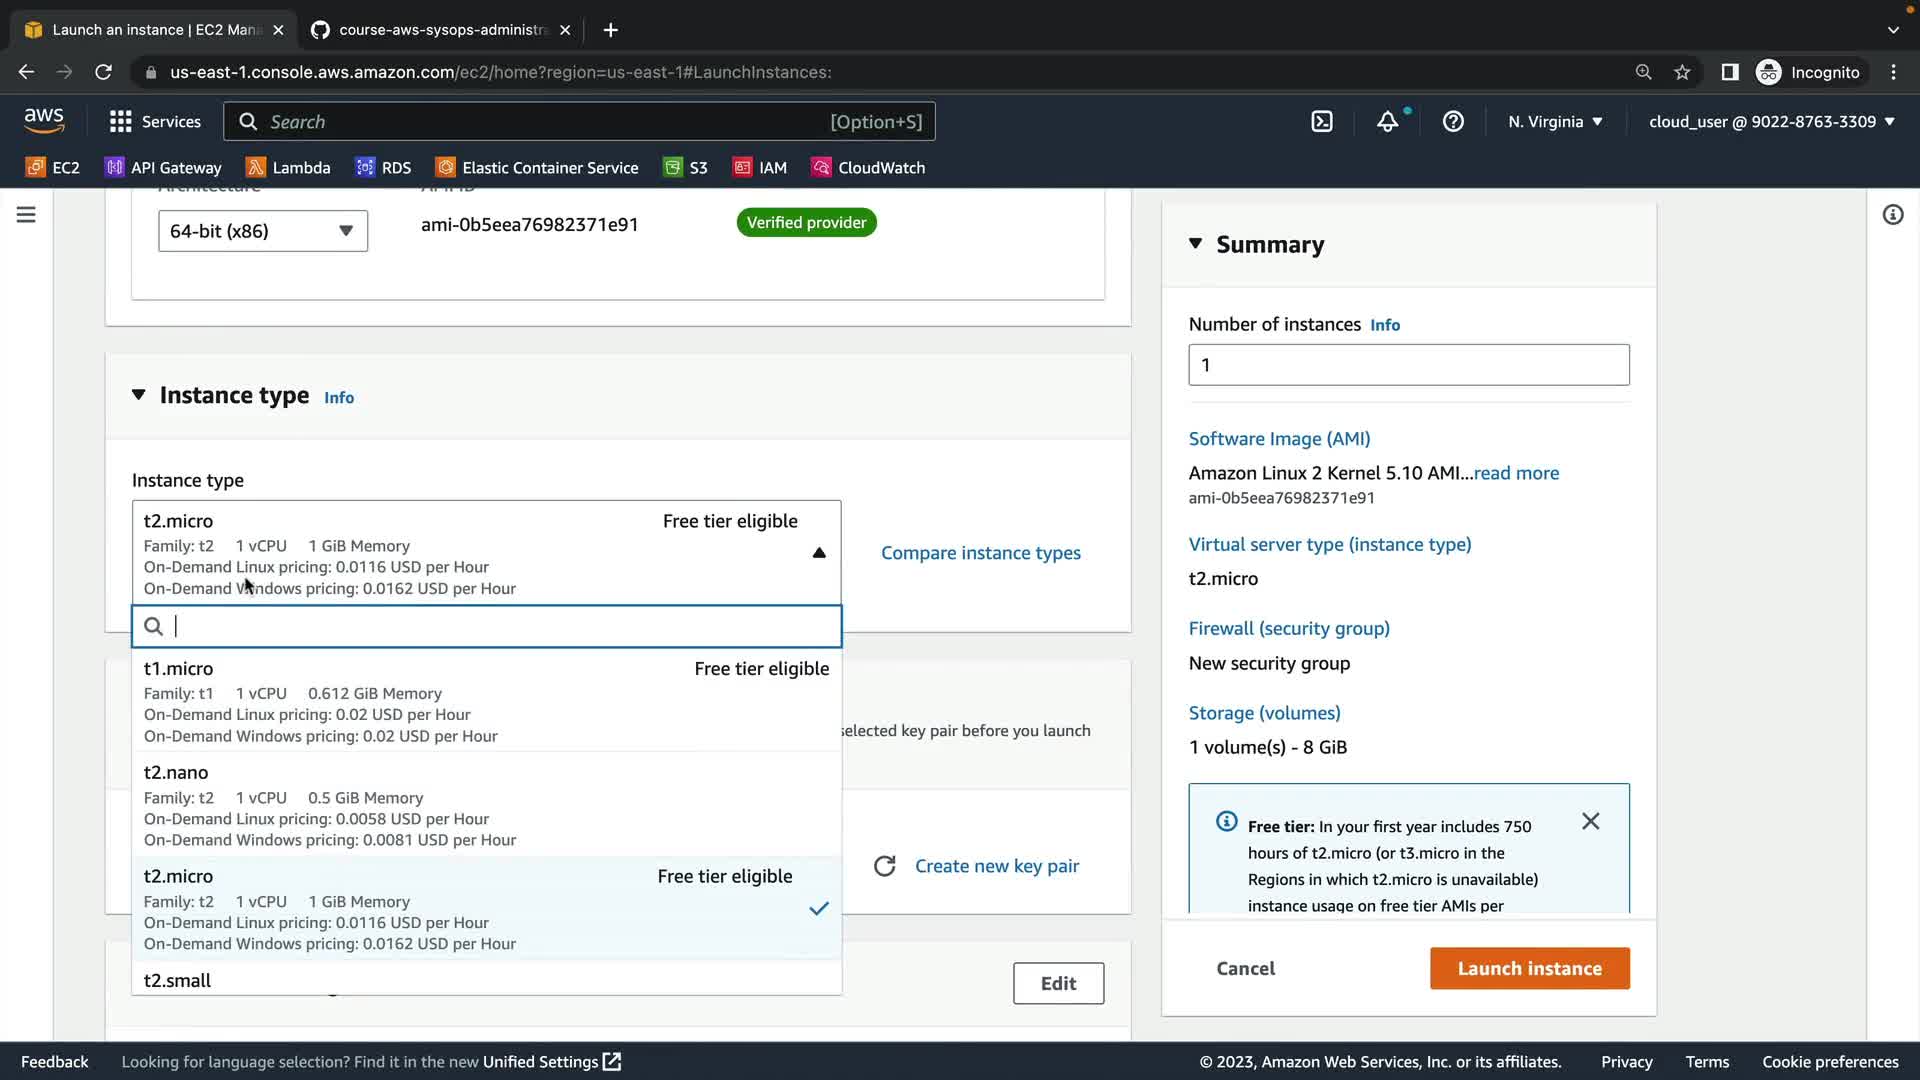 Launch an instance | EC2 Mana
course-aws-sysops-administra
us-east-1.console.aws.amazon.com/ec2/home?region=us-east-1#LaunchInstances:
Incognito
aws
Services
Search
[Option+S]
N. Virginia
cloud_user @ 9022-8763-3309
EC2
API Gateway
Lambda
RDS
Elastic Container Service
S3
IAM
CloudWatch
Architecture
AMI ID
64-bit (x86)
ami-0b5eea76982371e91
Verified provider
Instance type Info
Instance type
t2.micro
Free tier eligible
Family: t2 1 vCPU 1 GiB Memory
On-Demand Linux pricing: 0.0116 USD per Hour
On-Demand Windows pricing: 0.0162 USD per Hour
Compare instance types
t1.micro
Free tier eligible
Family: t1 1 vCPU 0.612 GiB Memory
On-Demand Linux pricing: 0.02 USD per Hour
On-Demand Windows pricing: 0.02 USD per Hour
selected key pair before you launch
t2.nano
Family: t2 1 vCPU 0.5 GiB Memory
On-Demand Linux pricing: 0.0058 USD per Hour
On-Demand Windows pricing: 0.0081 USD per Hour
t2.micro
Free tier eligible
Family: t2 1 vCPU 1 GiB Memory
On-Demand Linux pricing: 0.0116 USD per Hour
On-Demand Windows pricing: 0.0162 USD per Hour
Create new key pair
t2.small
Edit
Summary
Number of instances Info
1
Software Image (AMI)
Amazon Linux 2 Kernel 5.10 AMI...read more
ami-0b5eea76982371e91
Virtual server type (instance type)
t2.micro
Firewall (security group)
New security group
Storage (volumes)
1 volume(s) - 8 GiB
Free tier: In your first year includes 750
hours of t2.micro (or t3.micro in the
Regions in which t2.micro is unavailable)
instance usage on free tier AMIs per
Cancel
Launch instance
Feedback
Looking for language selection? Find it in the new Unified Settings
© 2023, Amazon Web Services, Inc. or its affiliates.
Privacy
Terms
Cookie preferences